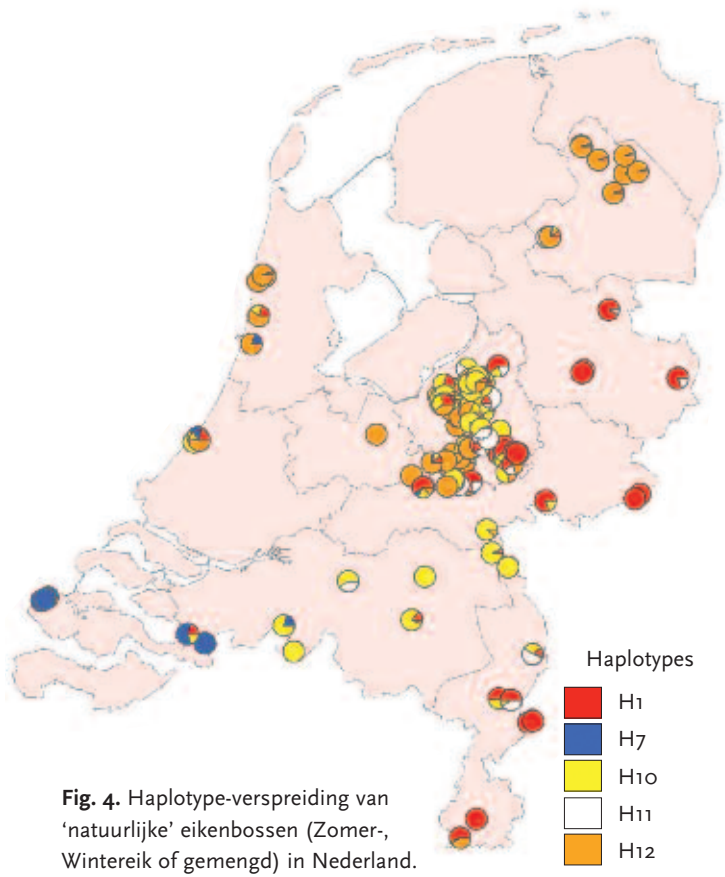 Haplotypes
H1
H7
H10
H11
H12
Fig. 4. Haplotype-verspreiding van
‘natuurlijke’ eikenbossen (Zomer-,
Wintereik of gemengd) in Nederland.